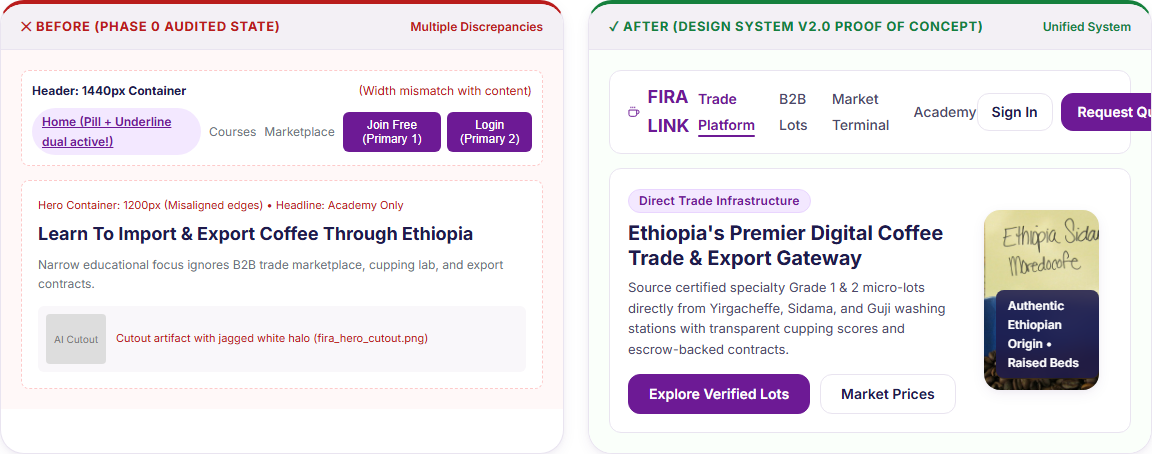 ✕ BEFORE (PHASE 0 AUDITED STATE)
Multiple Discrepancies
Header: 1440px Container
(Width mismatch with content)
Home (Pill + Underline
dual active!)
Courses
Marketplace
Join Free
(Primary 1)
Login
(Primary 2)
Hero Container: 1200px (Misaligned edges) • Headline: Academy Only
Learn To Import & Export Coffee Through Ethiopia
Narrow educational focus ignores B2B trade marketplace, cupping lab, and export
contracts.
AI Cutout
Cutout artifact with jagged white halo (fira_hero_cutout.png)
✓ AFTER (DESIGN SYSTEM V2.0 PROOF OF CONCEPT)
Unified System
FIRA
LINK
Trade
Platform
B2B
Lots
Market
Terminal
Academy
Sign In
Request Qu
Direct Trade Infrastructure
Ethiopia's Premier Digital Coffee
Trade & Export Gateway
Source certified specialty Grade 1 & 2 micro-lots
directly from Yirgacheffe, Sidama, and Guji washing
stations with transparent cupping scores and
escrow-backed contracts.
Explore Verified Lots
Market Prices
Ethiopia Sidam
Authentic
Ethiopian
Origin •
Raised Beds